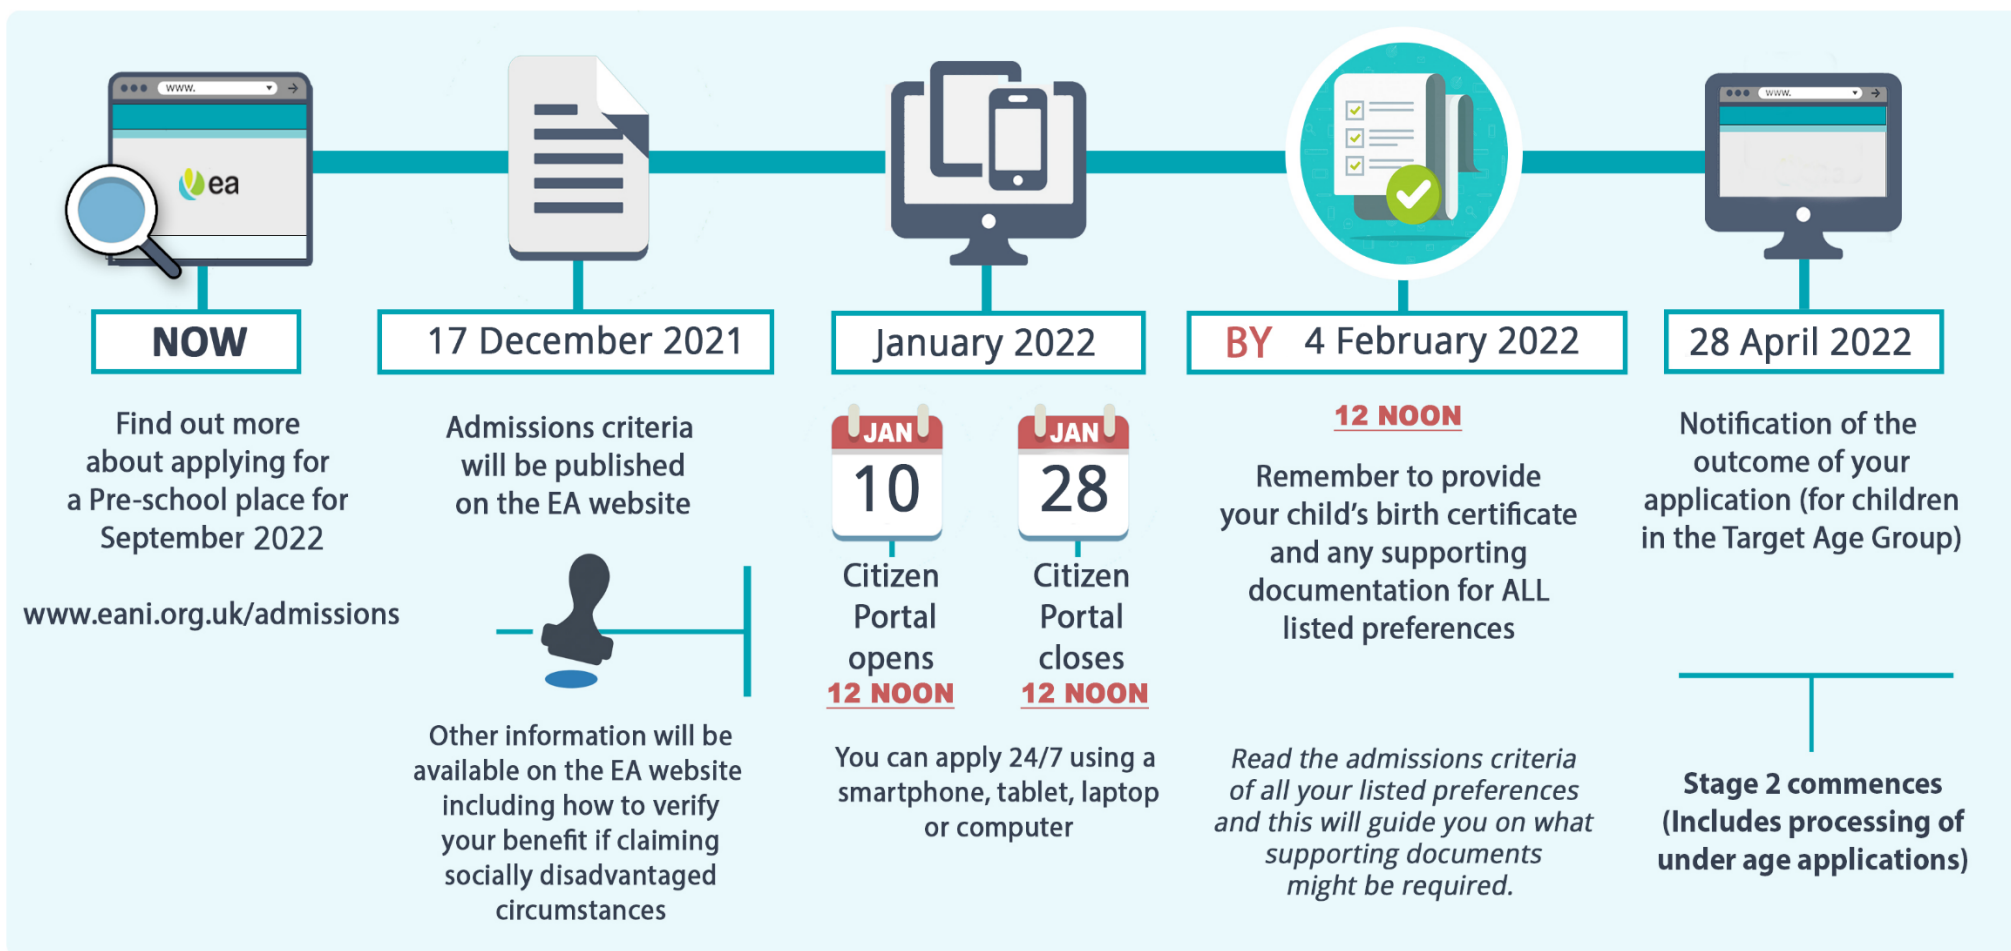 www.
ea
NOW
Find out more
about applying for
a Pre-school place for
September 2022
www.eani.org.uk/admissions
17 December 2021
Admissions criteria
will be published
on the EA website
Other information will be
available on the EA website
including how to verify
your benefit if claiming
socially disadvantaged
circumstances
January 2022
JAN
10
Citizen
Portal
opens
12 NOON
JAN
28
Citizen
Portal
closes
12 NOON
You can apply 24/7 using a
smartphone, tablet, laptop
or computer
BY 4 February 2022
12 NOON
Remember to provide
your child's birth certificate
and any supporting
documentation for ALL
listed preferences
Read the admissions criteria
of all your listed preferences
and this will guide you on what
supporting documents
might be required.
www.
28 April 2022
Notification of the
outcome of your
application (for children
in the Target Age Group)
Stage 2 commences
(Includes processing of
under age applications)